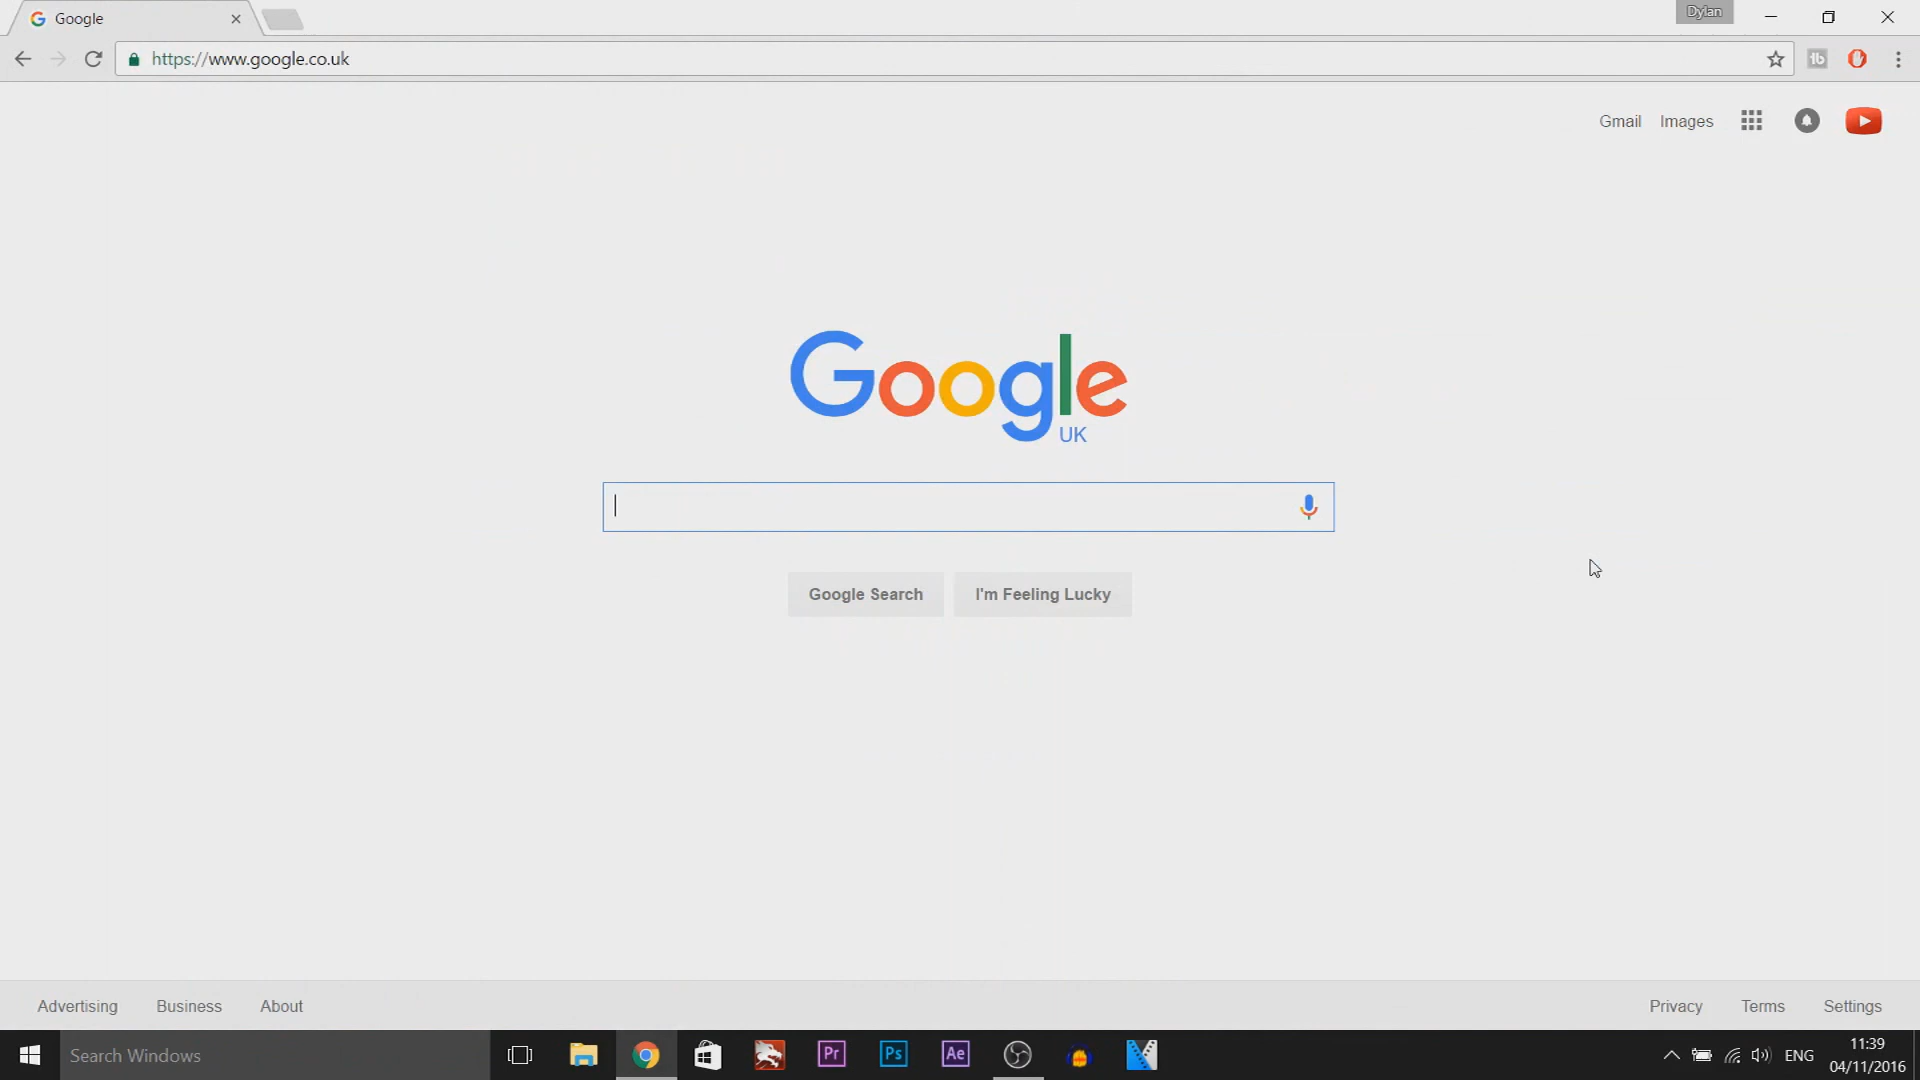 Google
Dylan
https://www.google.co.uk
Gmail Images
Google
UK
Google Search I'm Feeling Lucky
Advertising Business About Privacy Terms Settings
Search Windows Pr Ps Ae ENG 11:39
04/11/2016